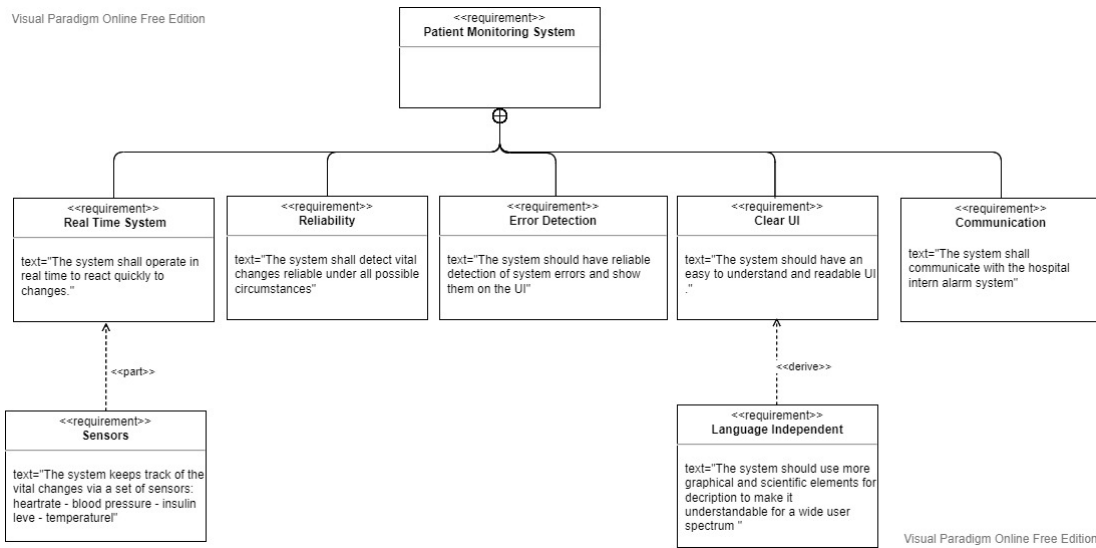 Visual Paradigm Online Free Edition
<<requirement>>
Patient Monitoring System
<<requirement>>
Real Time System
text="The system shall operate in
real time to react quickly to
changes."
<<requirement>>
Reliability
text="The system shall detect vital
changes reliable under all possible
circumstances"
<<requirement>>
Error Detection
text="The system should have reliable
detection of system errors and show
them on the UI"
<<requirement>>
Clear UI
text="The system should have an
easy to understand and readable UI
."
<<requirement>>
Communication
text="The system shall
communicate with the hospital
intern alarm system"
<<part>>
<<derive>>
<<requirement>>
Sensors
text="The system keeps track of the
vital changes via a set of sensors:
heartrate - blood pressure - insulin
leve - temperaturel"
<<requirement>>
Language Independent
text="The system should use more
graphical and scientific elements for
decription to make it
understandable for a wide user
spectrum "
Visual Paradigm Online Free Edition